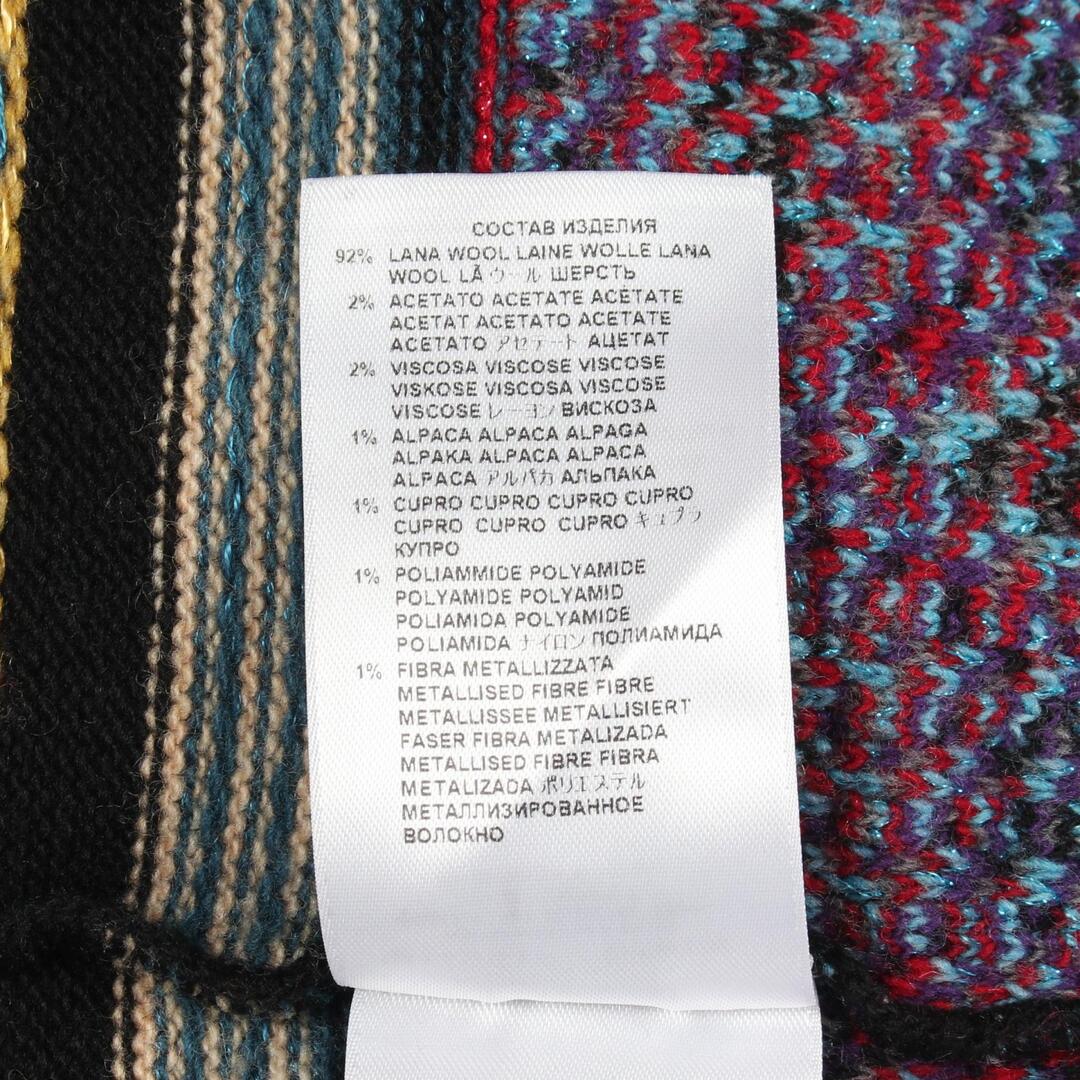 СОСТАВ ИЗДЕЛИЯ
92% LANA WOOL LAINE WOLLE LANA
WOOL LÃ ウール ШЕРСТЬ
2% ACETATO ACETATE ACÉTATE
ACETAT ACETATO ACETATE
ACETATO アセテート АЦЕТАТ
2% VISCOSA VISCOSE VISCOSE
VISKOSE VISCOSA VISCOSE
VISCOSE レーヨン ВИСКОЗА
1% ALPACA ALPACA ALPAGA
ALPAKA ALPACA ALPACA
ALPACA アルパカ АЛЬПАКА
1% CUPRO CUPRO CUPRO CUPRO
CUPRO CUPRO CUPRO キュプラ
КУПРО
1% POLIAMMIDE POLYAMIDE
POLYAMIDE POLYAMID
POLIAMIDA POLYAMIDE
POLIAMIDA ナイロン ПОЛИАМИДА
1% FIBRA METALLIZZATA
METALLISED FIBRE FIBRE
METALLISSEE METALLISIERT
FASER FIBRA METALIZADA
METALLISED FIBRE FIBRA
METALIZADA ポリエステル
МЕТАЛЛИЗИРОВАННОЕ
ВОЛОКНО